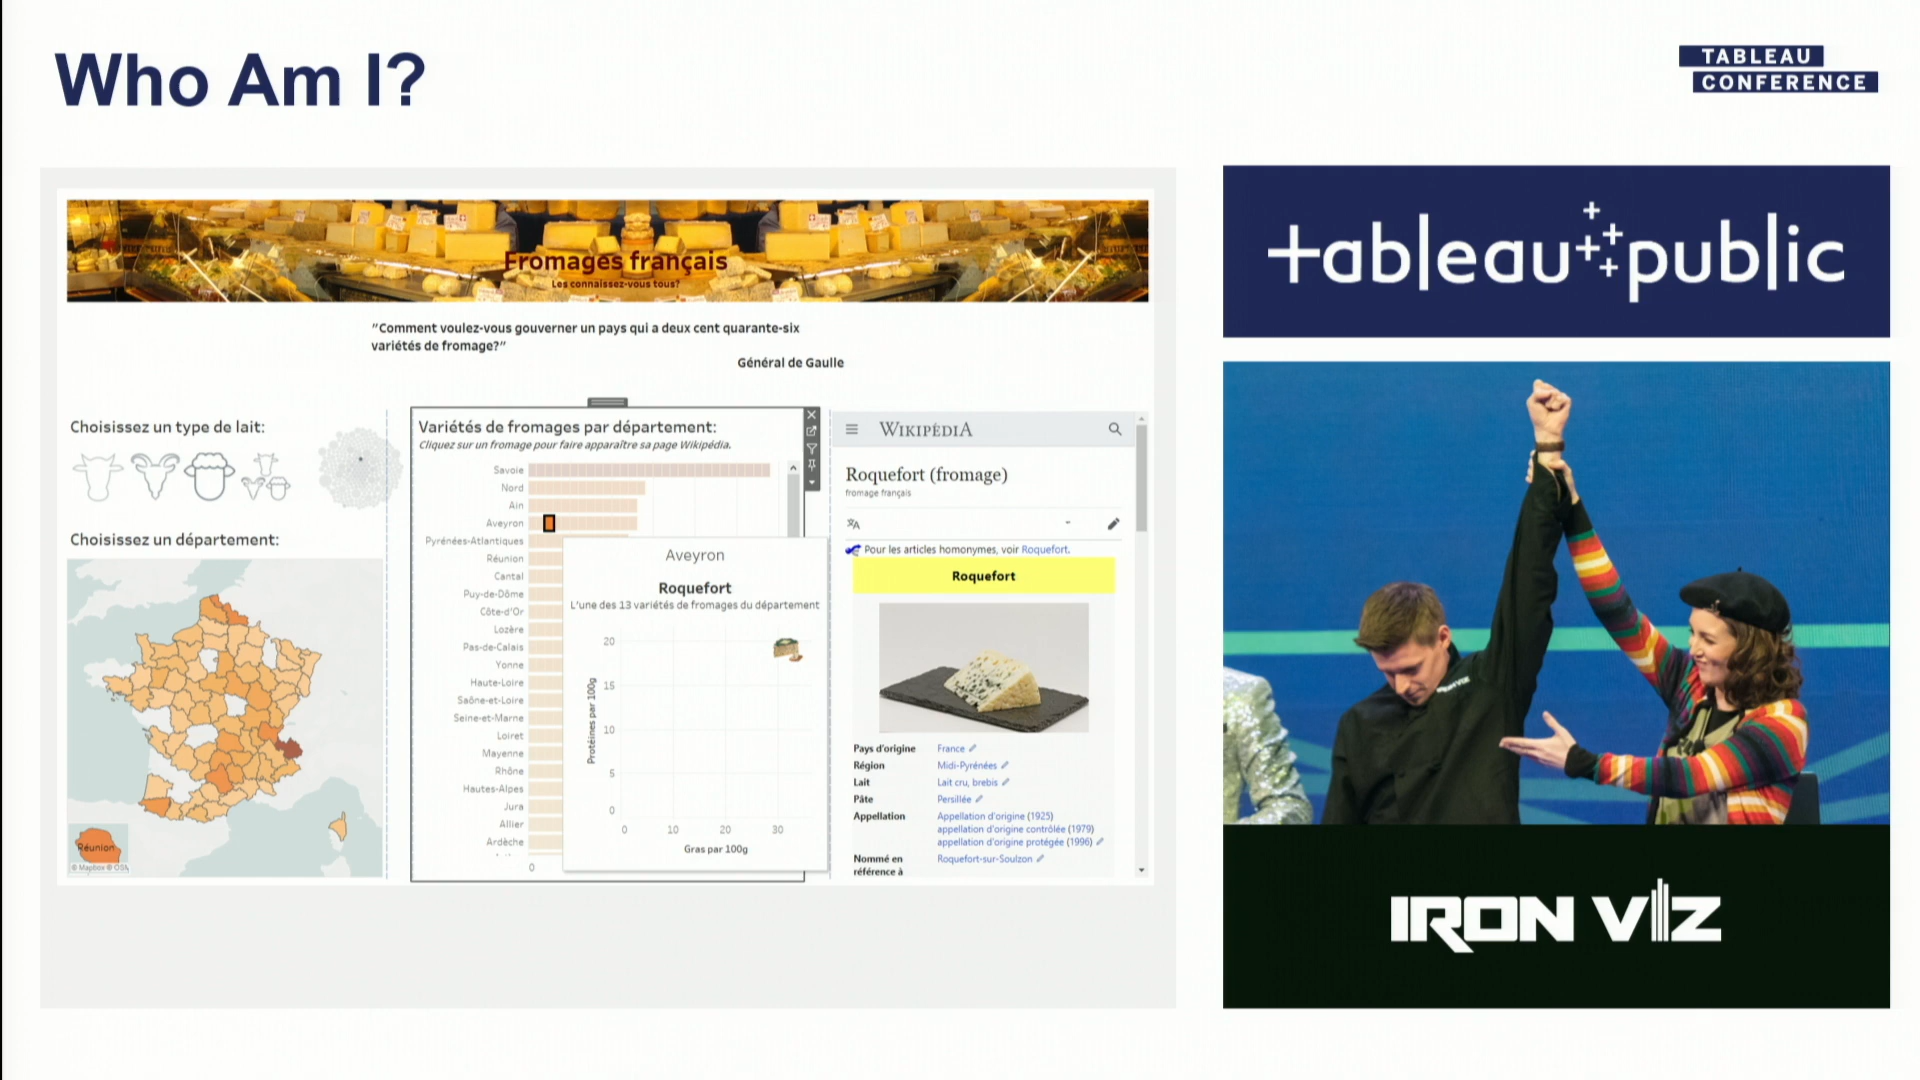 Who Am I?
TABLEAU
CONFERENCE
Fromages français
Les connaissez-vous tous?
"Comment voulez-vous gouverner un pays qui a deux cent quarante-six
variétés de fromage?"
Général de Gaulle
Choisissez un type de lait:
Choisissez un département:
Réunion
© Mapbox © OSM
Variétés de fromages par département:
Cliquez sur un fromage pour faire apparaître sa page Wikipédia.
Savoie
Nord
Ain
Aveyron
Pyrénées-Atlantiques
Réunion
Cantal
Puy-de-Dôme
Côte-d'Or
Lozère
Pas-de-Calais
Yonne
Haute-Loire
Saône-et-Loire
Seine-et-Marne
Loiret
Mayenne
Rhône
Hautes-Alpes
Jura
Allier
Ardèche
0
Aveyron
Roquefort
L'une des 13 variétés de fromages du département
Protéines par 100g
20
15
10
5
0
0 10 20 30
Gras par 100g
WIKIPÉDIA
Roquefort (fromage)
fromage français
Pour les articles homonymes, voir Roquefort.
Roquefort
Pays d'origine France
Région Midi-Pyrénées
Lait Lait cru, brebis
Pâte Persillée
Appellation Appellation d'origine (1925)
appellation d'origine contrôlée (1979)
appellation d'origine protégée (1996)
Nommé en Roquefort-sur-Soulzon
référence à
+ableau public
IRON VIZ
IRON VIZ